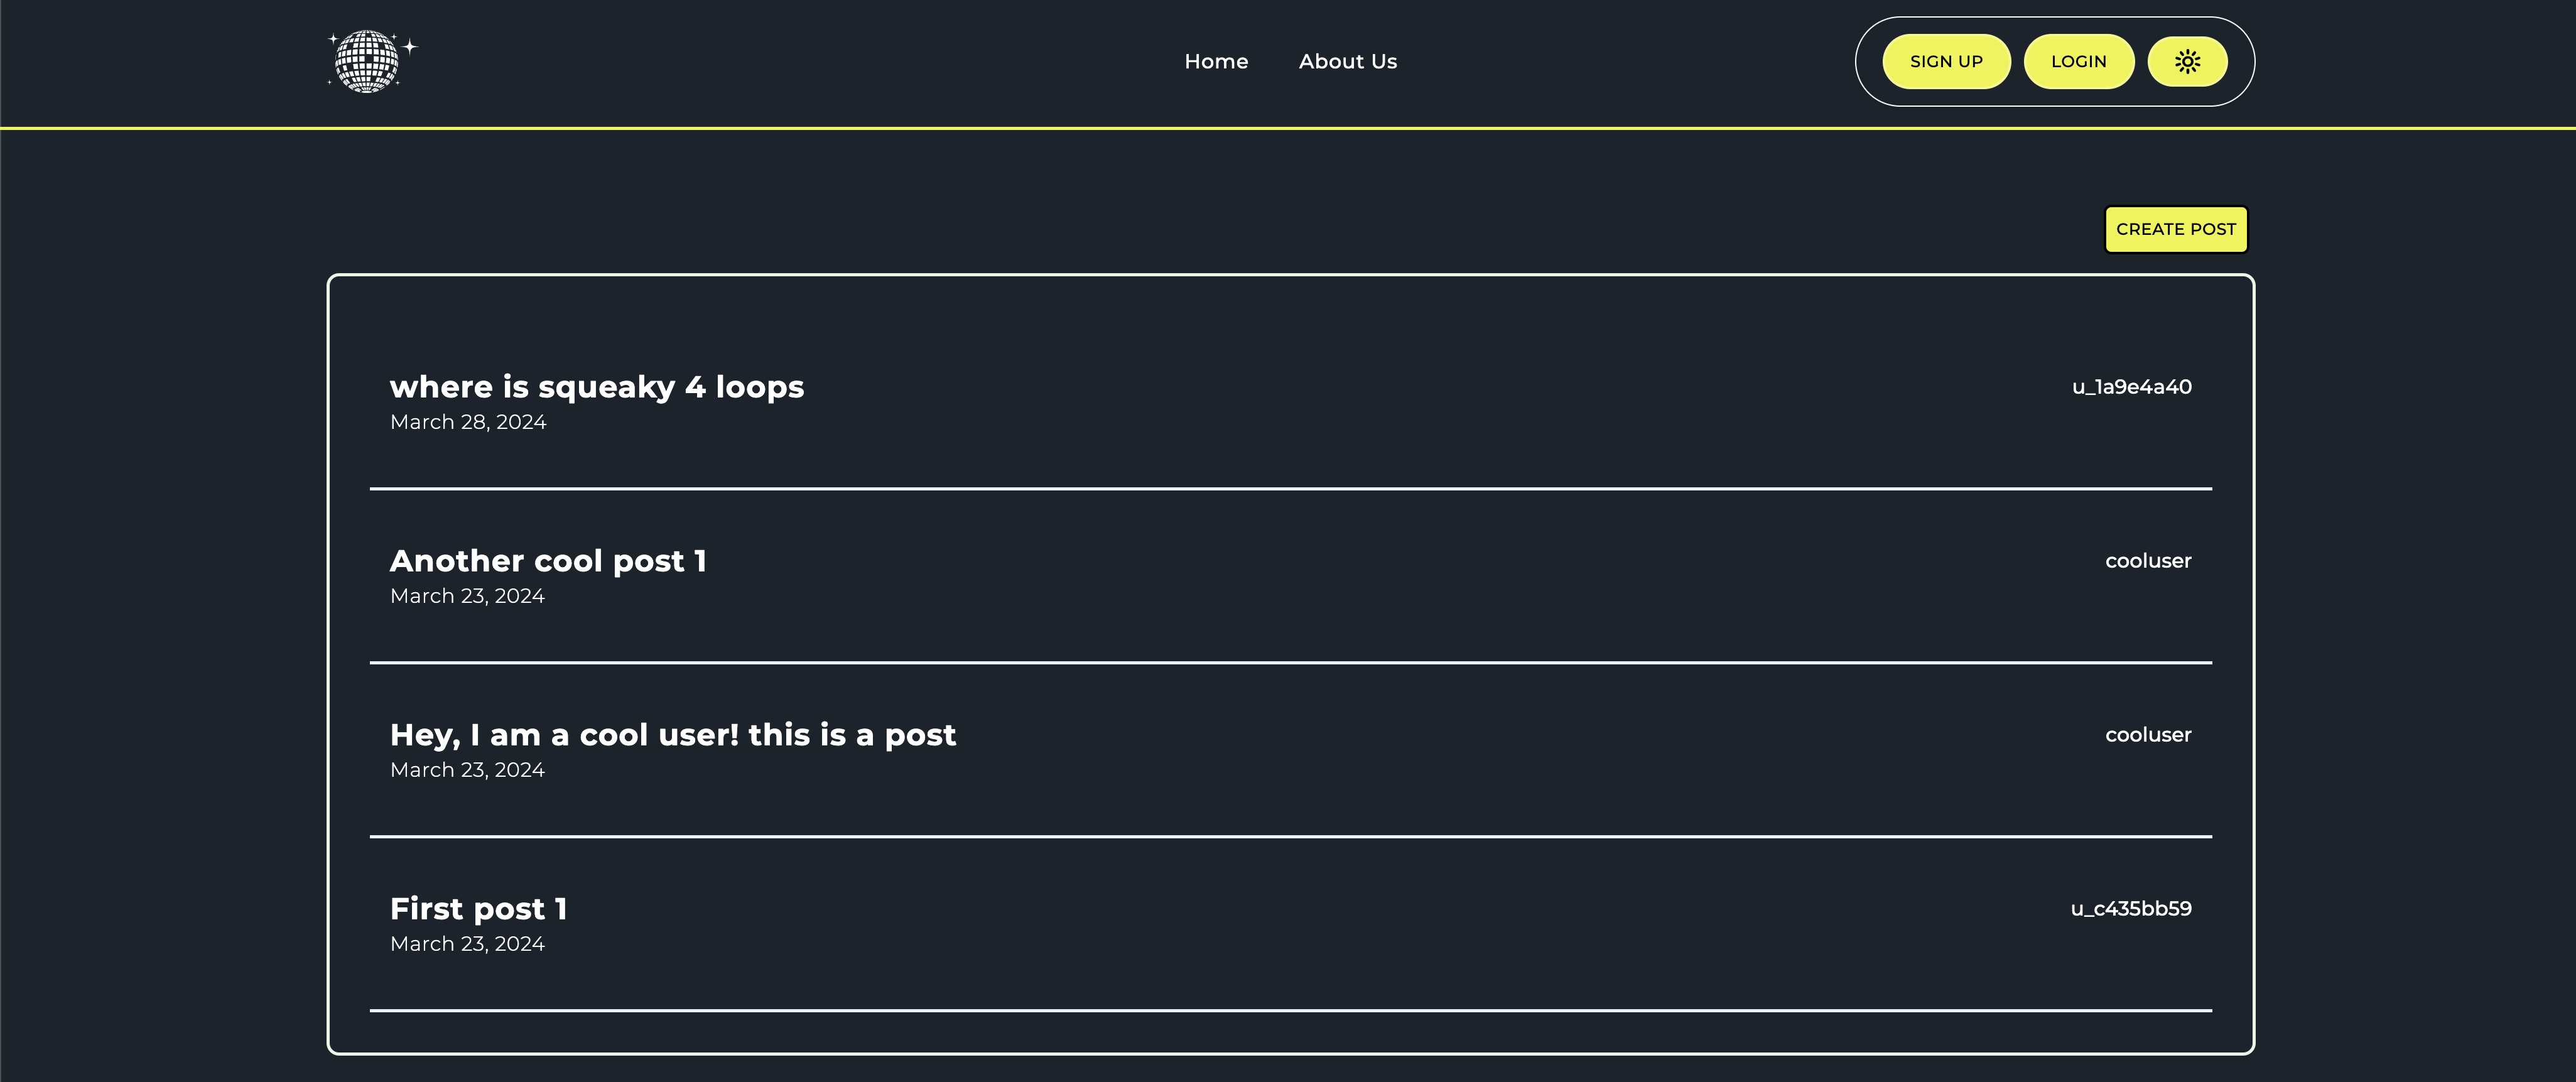 Home About Us SIGN UP LOGIN
CREATE POST
where is squeaky 4 loops u_1a9e4a40
March 28, 2024
Another cool post 1 cooluser
March 23, 2024
Hey, I am a cool user! this is a post cooluser
March 23, 2024
First post 1 u_c435bb59
March 23, 2024